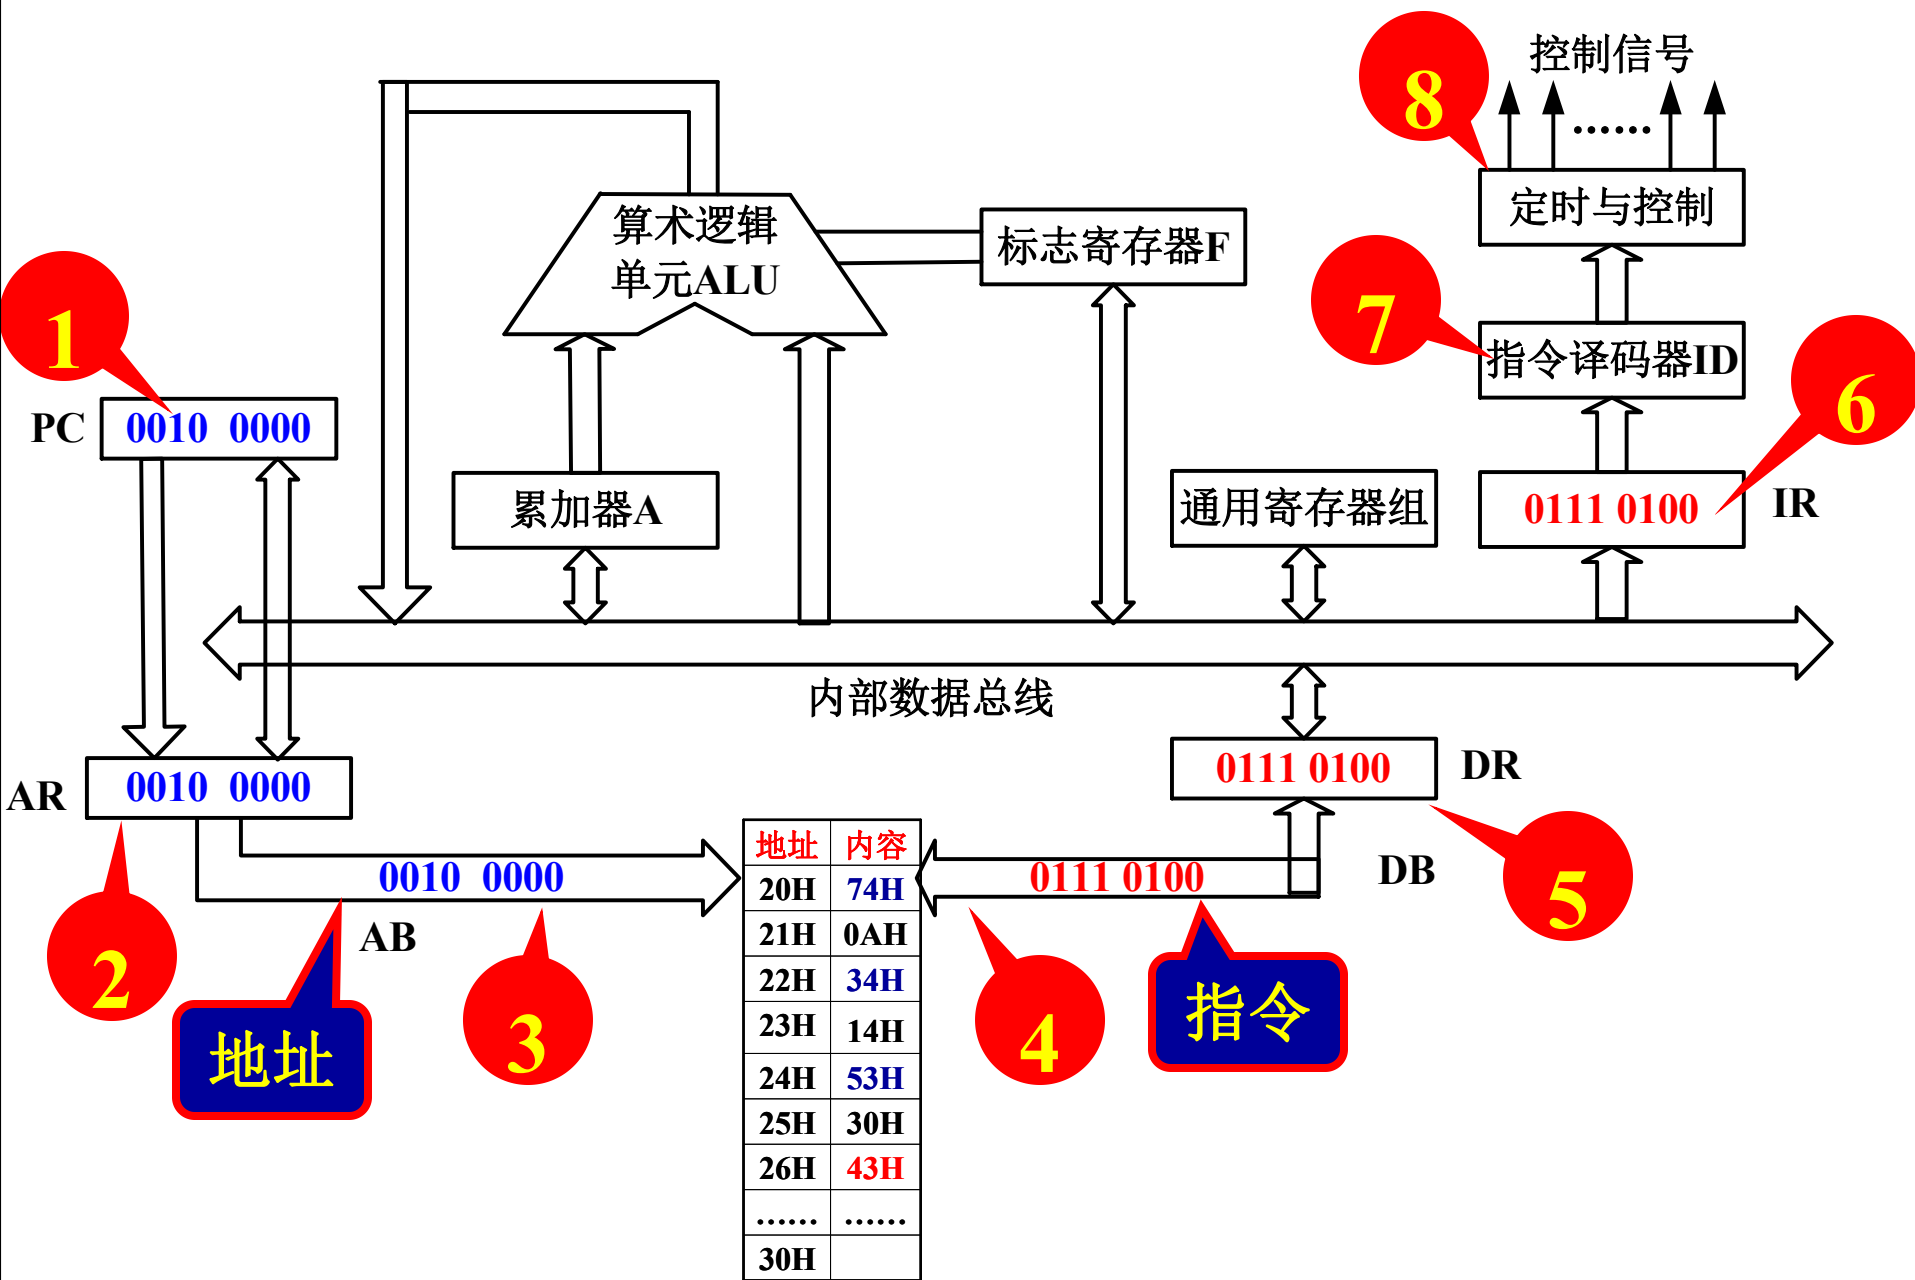 控制信号
8
……
定时与控制
算术逻辑
单元ALU
标志寄存器F
1
7
指令译码器ID
6
PC
0010 0000
累加器A
通用寄存器组
0111 0100
IR
内部数据总线
AR
0010 0000
0111 0100
DR
0010 0000
AB
0111 0100
DB
5
2
地址
3
4
指令
地址 内容
20H 74H
21H 0AH
22H 34H
23H 14H
24H 53H
25H 30H
26H 43H
…… ……
30H